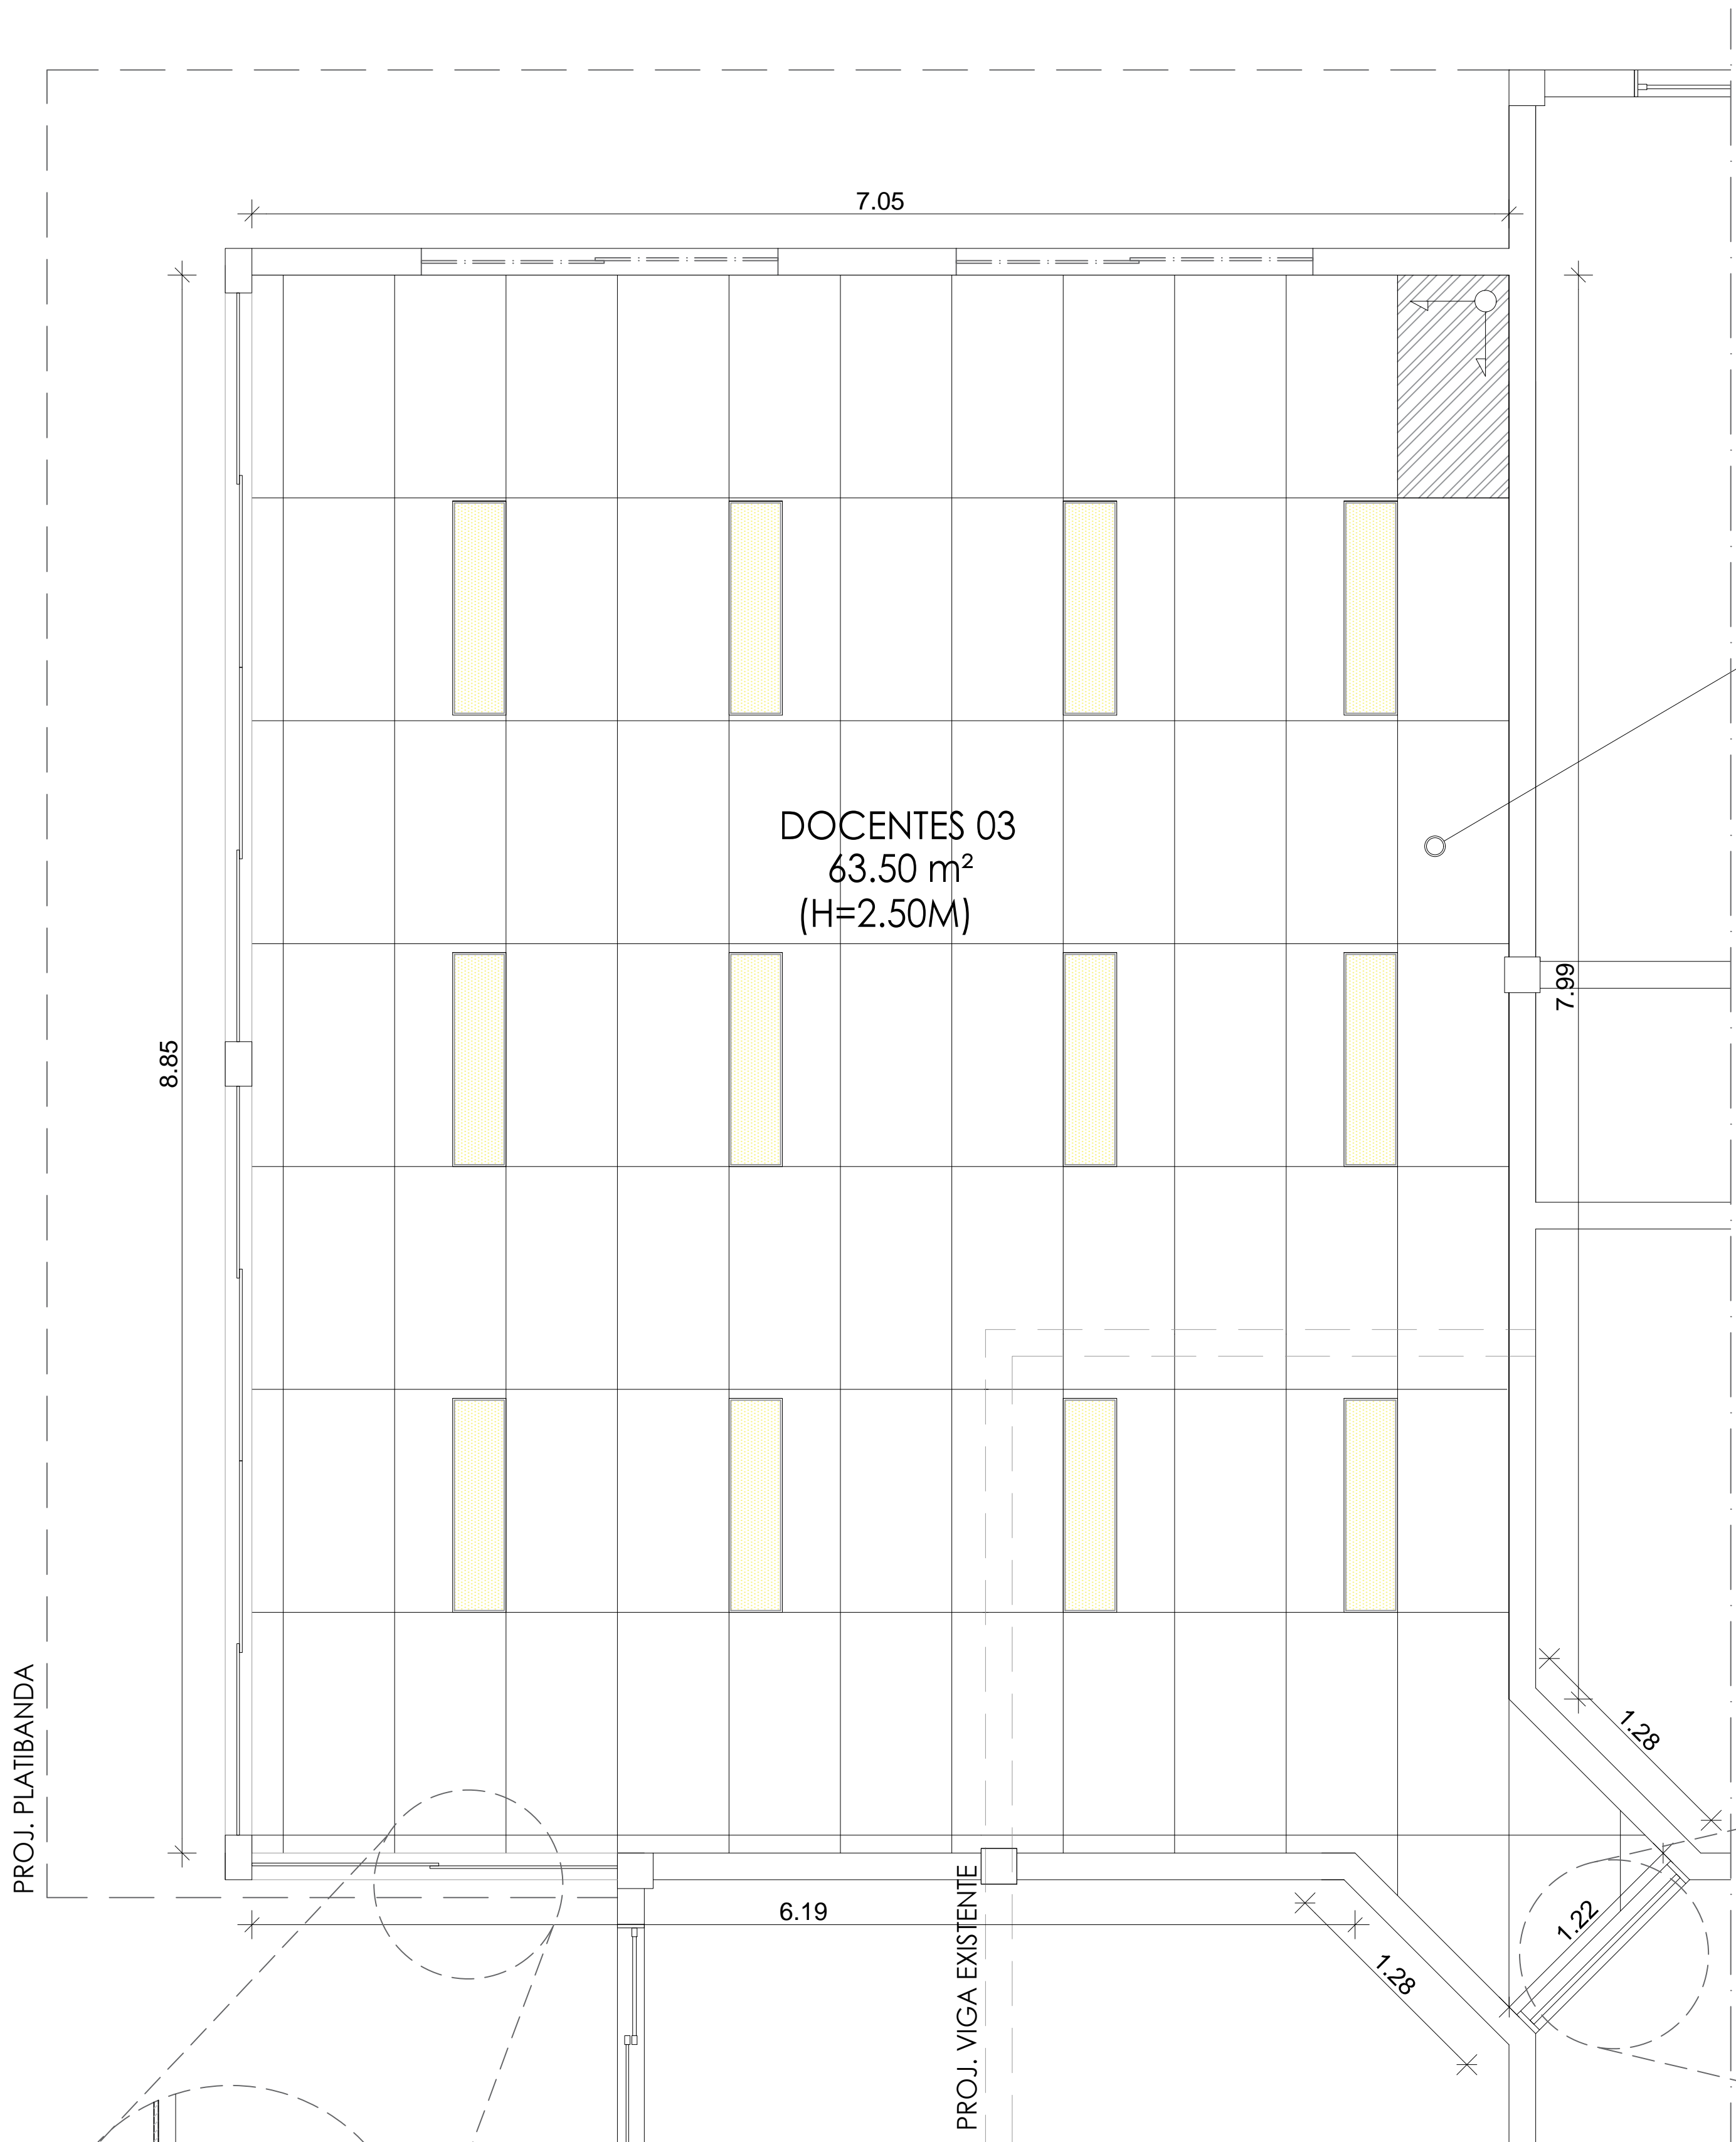 7.05
DOCENTES 03
63.50 m²
(H=2.50M)
7.99
8.85
PROJ. PLATIBANDA
1.28
6.19
PROJ. VIGA EXISTENTE
1.22
1.28